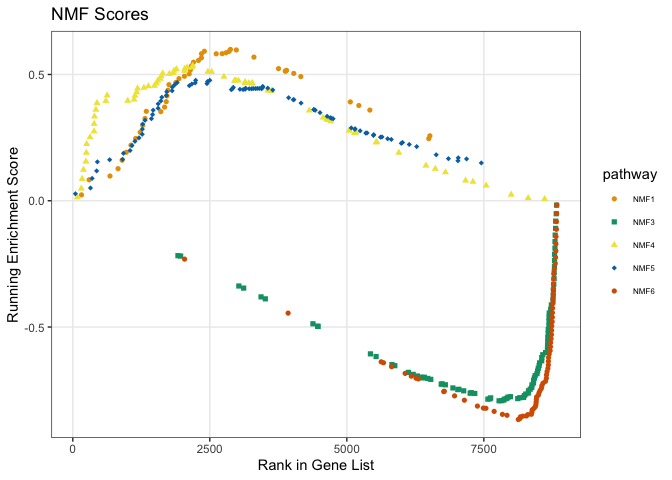 NMF Scores
Running Enrichment Score
0.5
0.0
-0.5
0
2500
5000
7500
Rank in Gene List
pathway
NMF1
NMF3
NMF4
NMF5
NMF6